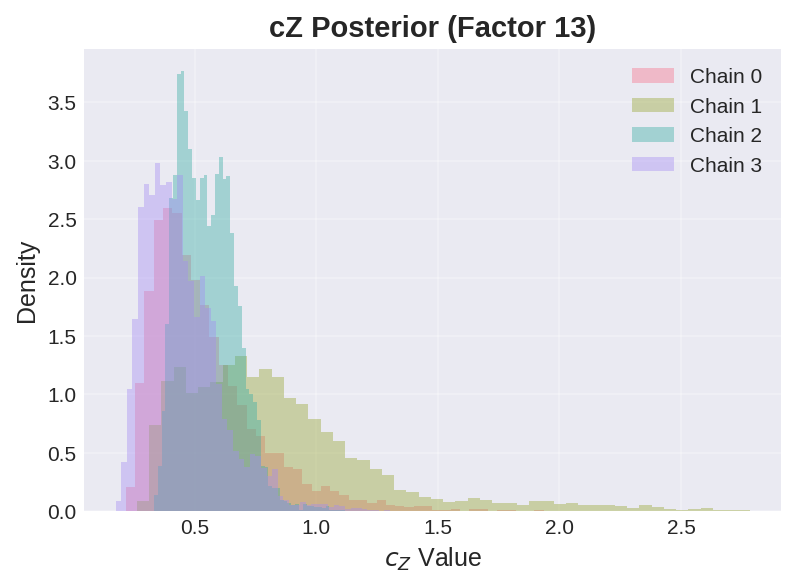 cZ Posterior (Factor 13)
Chain 0
Chain 1
Chain 2
Chain 3
Density
3.5
3.0
2.5
2.0
1.5
1.0
0.5
0.0
0.5 1.0 1.5 2.0 2.5
c_Z Value